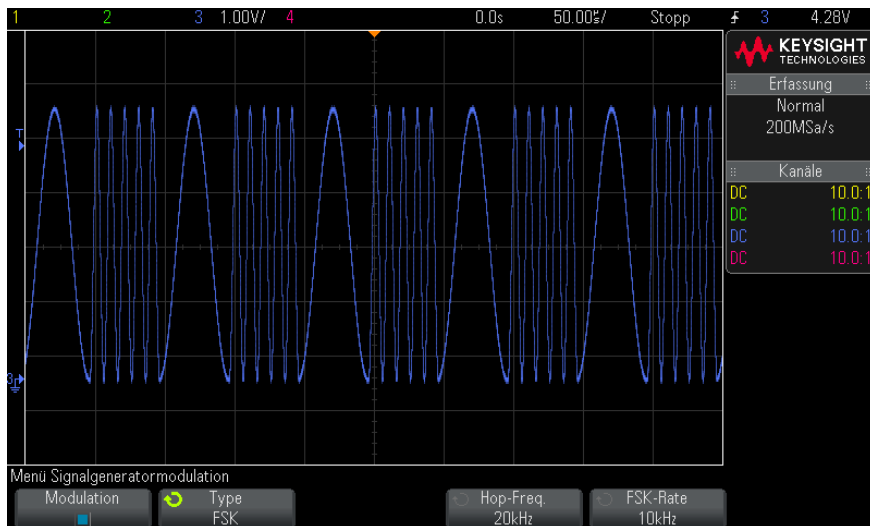 1 2 3 1.00V/ 4 0.0s 50.00㎲/ Stopp 3 4.28V
KEYSIGHT
TECHNOLOGIES
Erfassung
Normal
200MSa/s
Kanäle
DC 10.0:1
DC 10.0:1
DC 10.0:1
DC 10.0:1
T
3
Menü Signalgeneratormodulation
Modulation
Type
FSK
Hop-Freq.
20kHz
FSK-Rate
10kHz